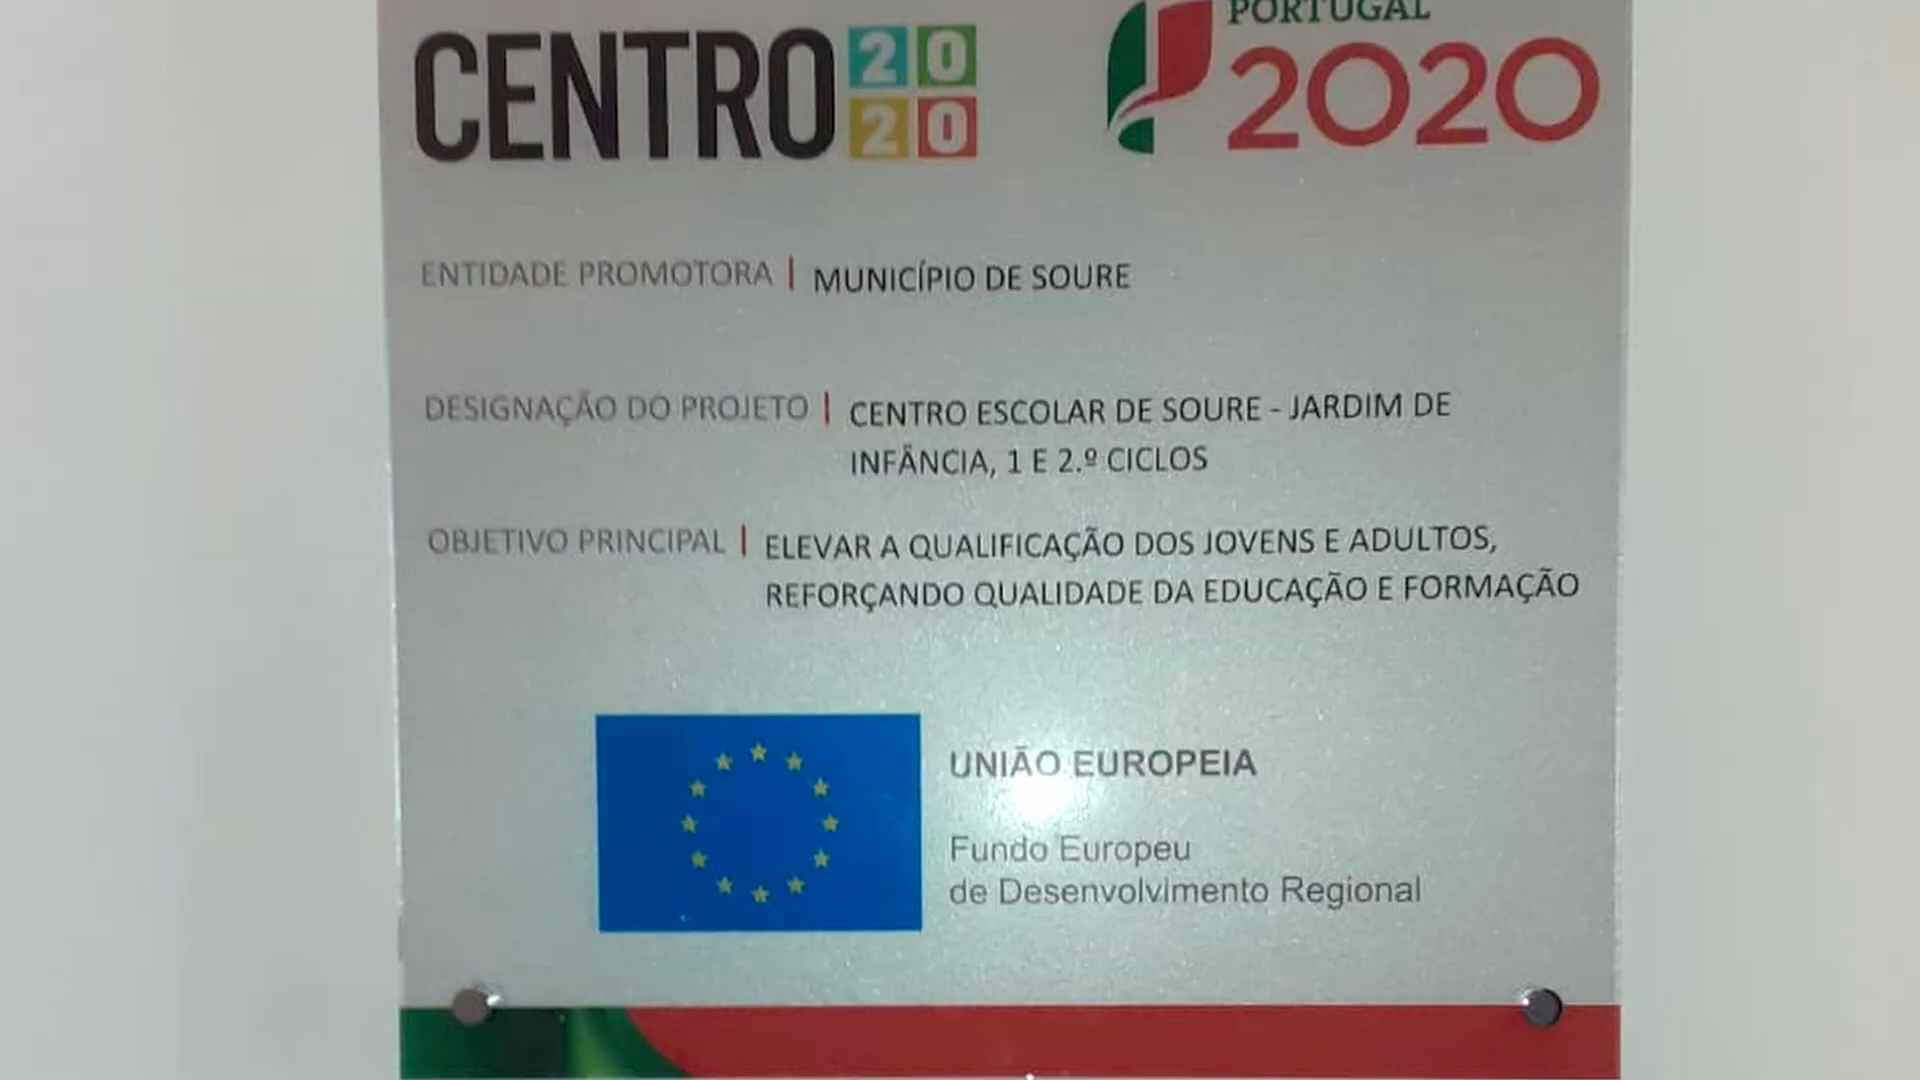 CENTRO 2020
PORTUGAL
2020
ENTIDADE PROMOTORA | MUNICÍPIO DE SOURE
DESIGNAÇÃO DO PROJETO | CENTRO ESCOLAR DE SOURE - JARDIM DE
INFÂNCIA, 1 E 2.º CICLOS
OBJETIVO PRINCIPAL | ELEVAR A QUALIFICAÇÃO DOS JOVENS E ADULTOS,
REFORÇANDO QUALIDADE DA EDUCAÇÃO E FORMAÇÃO
UNIÃO EUROPEIA
Fundo Europeu
de Desenvolvimento Regional